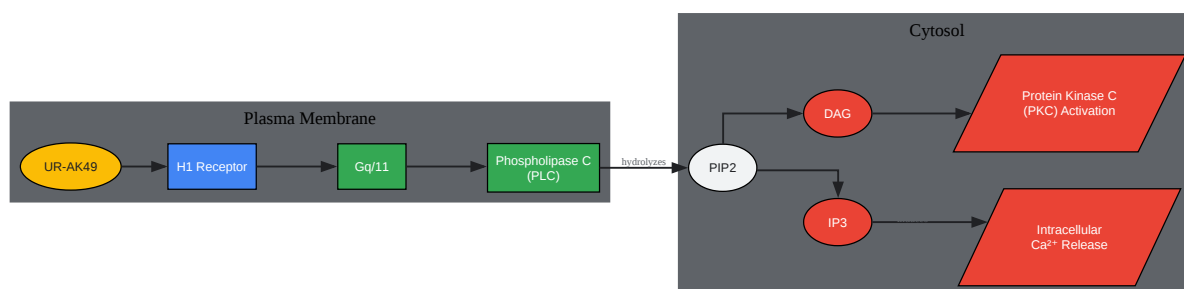 Plasma Membrane
UR-AK49
H1 Receptor
Gq/11
Phospholipase C
(PLC)
hydrolyzes
Cytosol
PIP2
DAG
Protein Kinase C
(PKC) Activation
IP3
Intracellular
Ca²⁺ Release